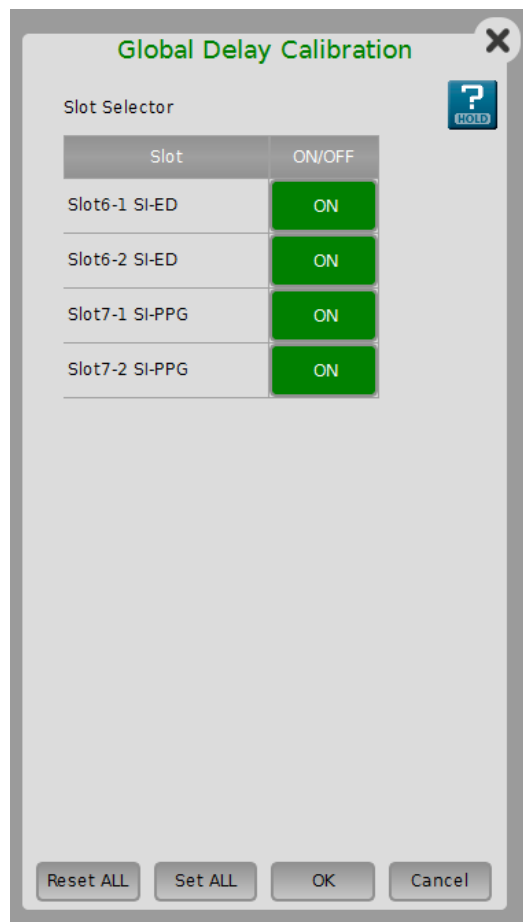 Global Delay Calibration
Slot Selector
?
HOLD
Slot ON/OFF
Slot6-1 SI-ED ON
Slot6-2 SI-ED ON
Slot7-1 SI-PPG ON
Slot7-2 SI-PPG ON
Reset ALL Set ALL OK Cancel